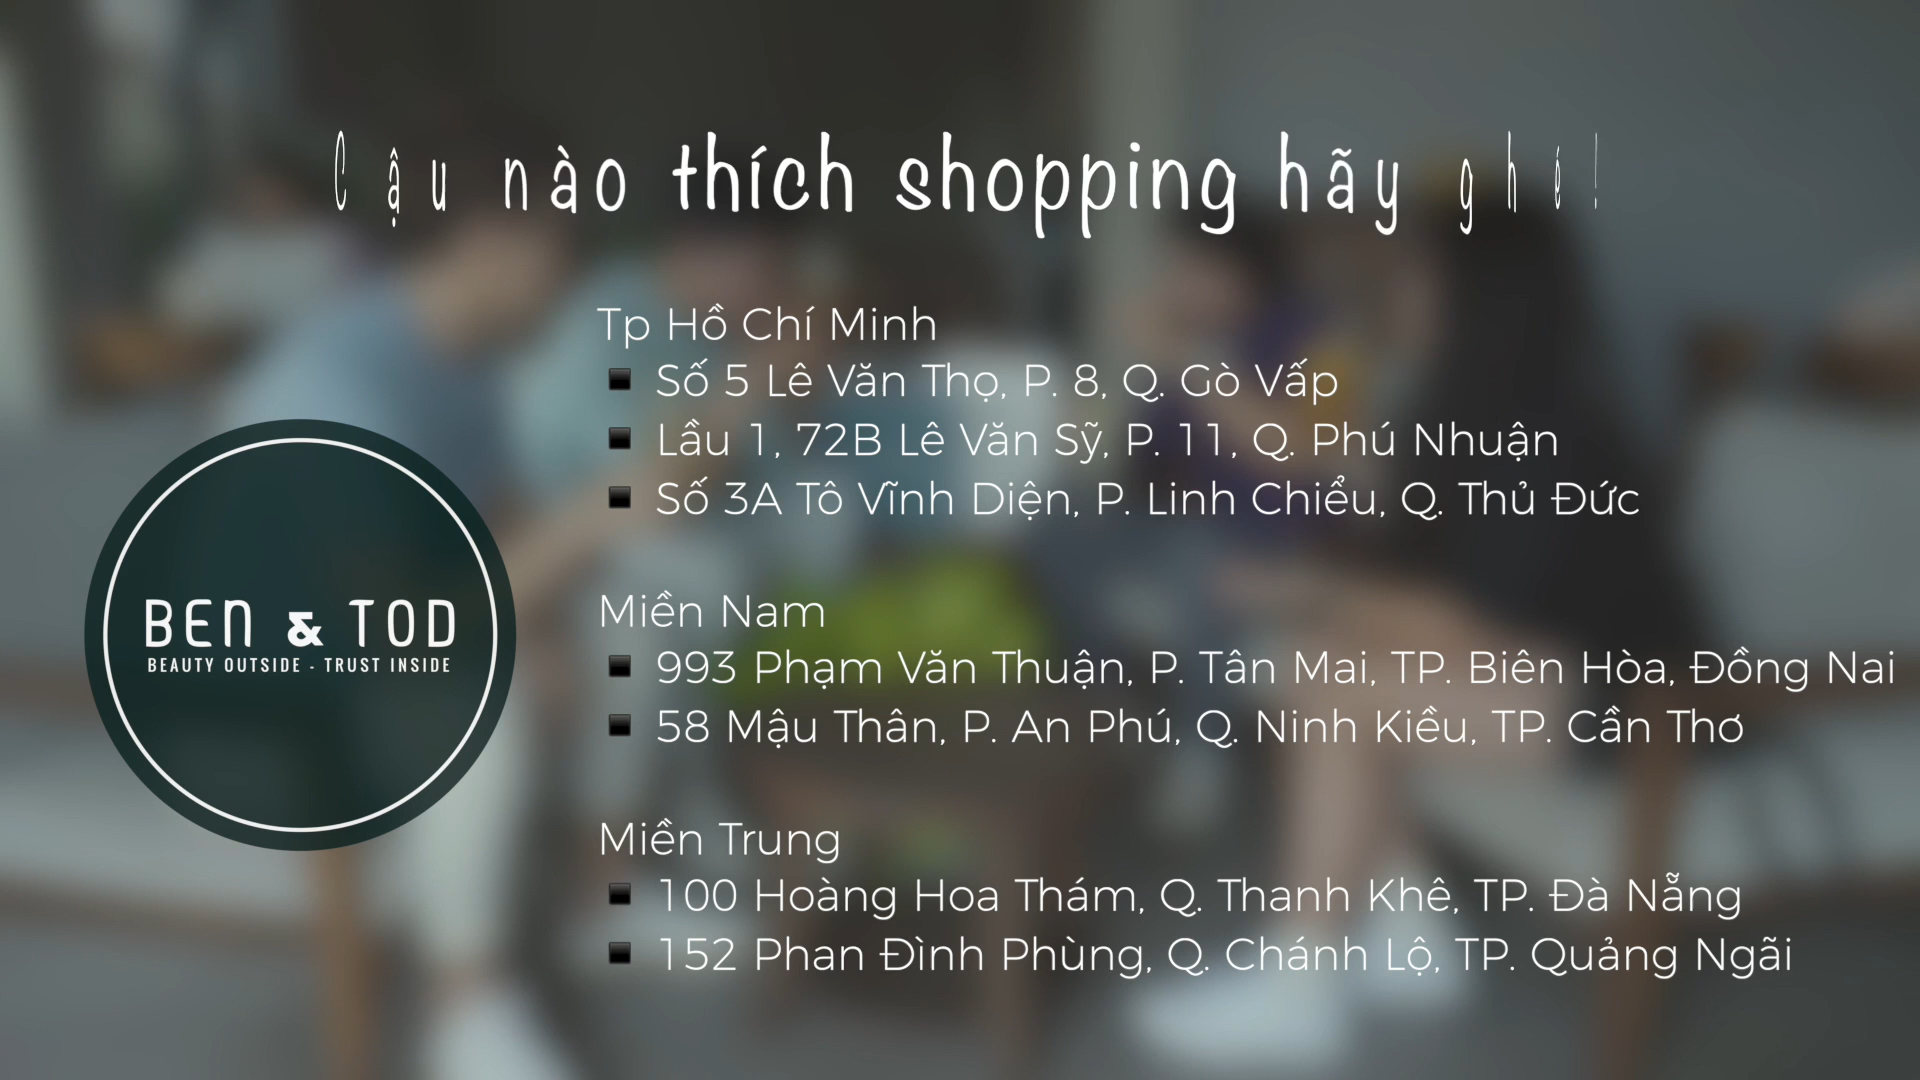 Cậu nào thích shopping hãy ghé!
Tp Hồ Chí Minh
▪ Số 5 Lê Văn Thọ, P. 8, Q. Gò Vấp
▪ Lầu 1, 72B Lê Văn Sỹ, P. 11, Q. Phú Nhuận
▪ Số 3A Tô Vĩnh Diện, P. Linh Chiểu, Q. Thủ Đức
BEN & TOD
BEAUTY OUTSIDE - TRUST INSIDE
Miền Nam
▪ 993 Phạm Văn Thuận, P. Tân Mai, TP. Biên Hòa, Đồng Nai
▪ 58 Mậu Thân, P. An Phú, Q. Ninh Kiều, TP. Cần Thơ
Miền Trung
▪ 100 Hoàng Hoa Thám, Q. Thanh Khê, TP. Đà Nẵng
▪ 152 Phan Đình Phùng, Q. Chánh Lộ, TP. Quảng Ngãi